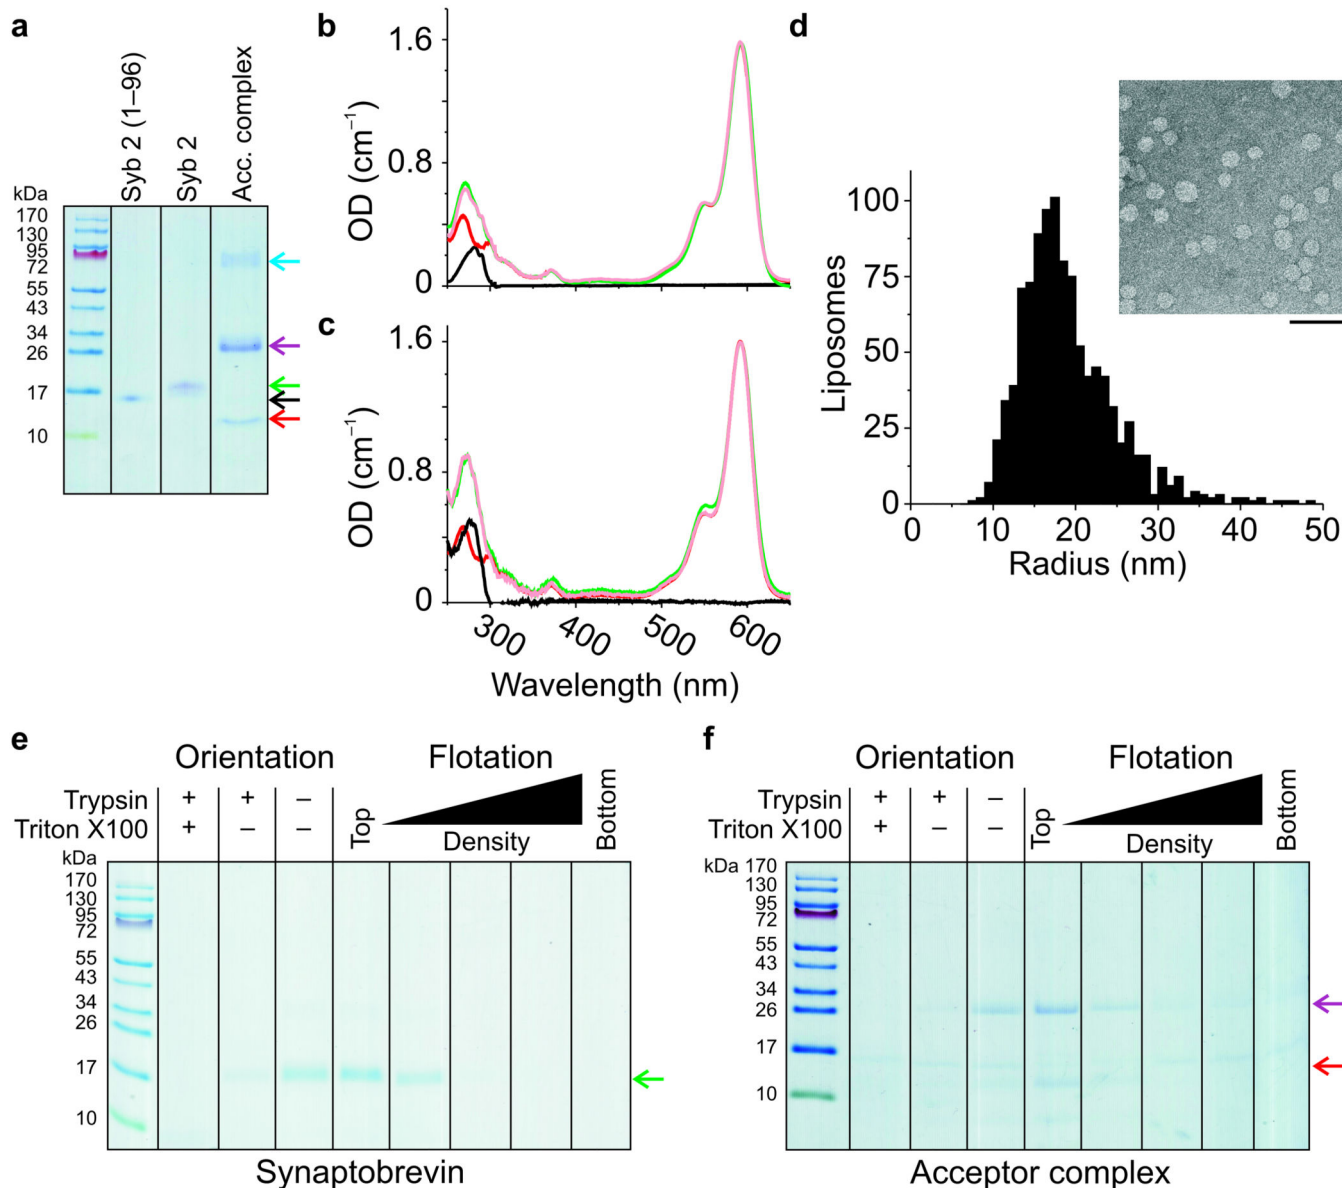 a
Syb 2 (1–96)
Syb 2
Acc. complex
kDa
170
130
95
72
55
43
34
26
17
10
b
OD (cm⁻¹)
1.6
0.8
0
c
OD (cm⁻¹)
1.6
0.8
0
300
400
500
600
Wavelength (nm)
d
Liposomes
100
75
50
25
0
0
10
20
30
40
50
Radius (nm)
e
Orientation
Flotation
Trypsin + + –
Triton X100 + – –
Top
Density
Bottom
kDa
170
130
95
72
55
43
34
26
17
10
Synaptobrevin
f
Orientation
Flotation
Trypsin + + –
Triton X100 + – –
Top
Density
Bottom
kDa 170
130
95
72
55
43
34
26
17
10
Acceptor complex